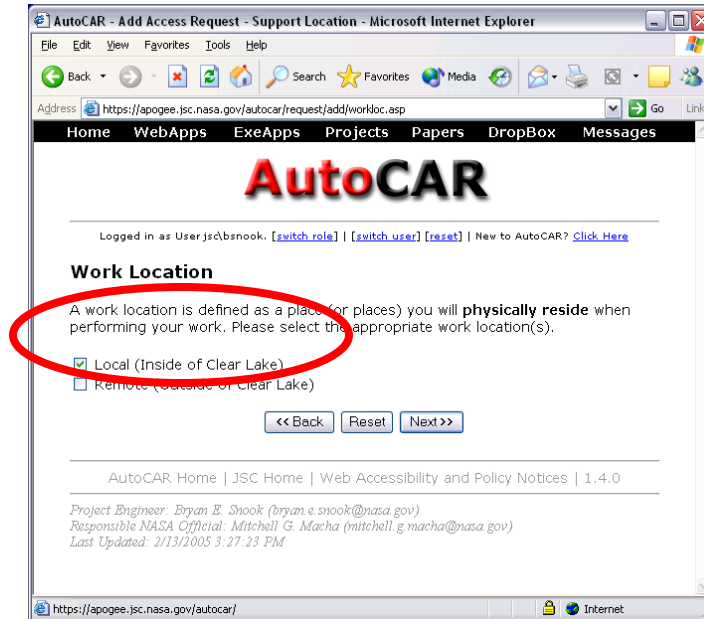 AutoCAR - Add Access Request - Support Location - Microsoft Internet Explorer
File Edit View Favorites Tools Help
Back Search Favorites Media
Address https://apogee.jsc.nasa.gov/autocar/request/add/workloc.asp Go Link
Home WebApps ExeApps Projects Papers DropBox Messages
AutoCAR
Logged in as User jsc\bsnook. [switch role] | [switch user] [reset] | New to AutoCAR? Click Here
Work Location
A work location is defined as a place (or places) you will physically reside when
performing your work. Please select the appropriate work location(s).
Local (Inside of Clear Lake)
Remote (Outside of Clear Lake)
<< Back Reset Next >>
AutoCAR Home | JSC Home | Web Accessibility and Policy Notices | 1.4.0
Project Engineer: Bryan E. Snook (bryan.e.snook@nasa.gov)
Responsible NASA Official: Mitchell G. Macha (mitchell.g.macha@nasa.gov)
Last Updated: 2/13/2005 3:27:23 PM
https://apogee.jsc.nasa.gov/autocar/ Internet